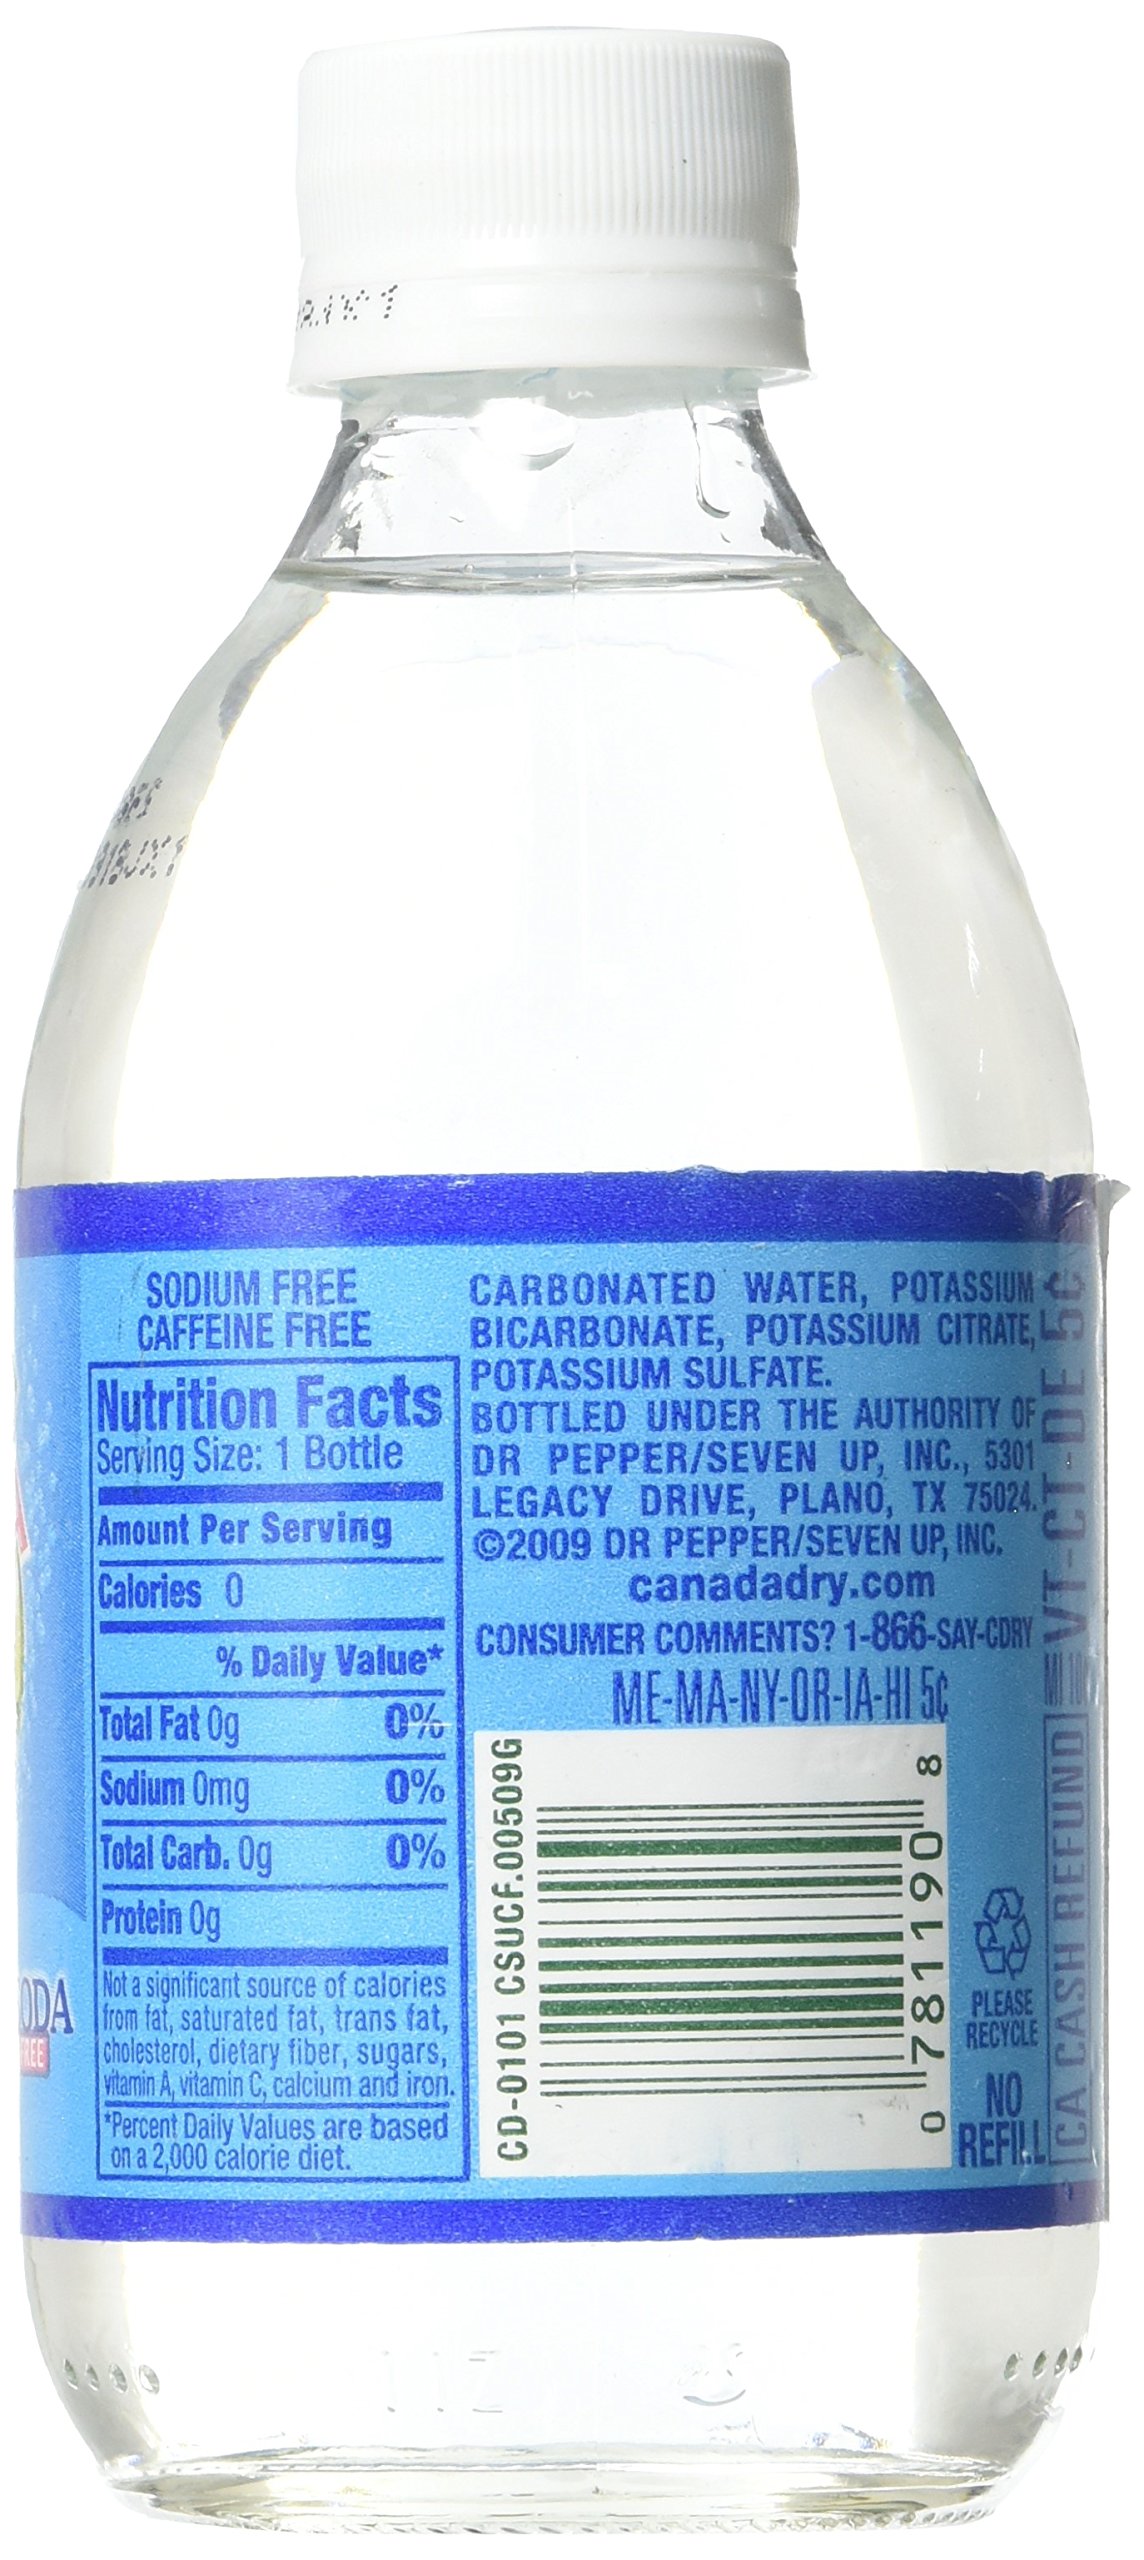 SODIUM FREE
CAFFEINE FREE
Nutrition Facts
Serving Size: 1 Bottle
Amount Per Serving
Calories 0
% Daily Value*
Total Fat 0g 0%
Sodium 0mg 0%
Total Carb. 0g 0%
Protein 0g
Not a significant source of calories
from fat, saturated fat, trans fat,
cholesterol, dietary fiber, sugars,
vitamin A, vitamin C, calcium and iron.
*Percent Daily Values are based
on a 2,000 calorie diet.
CARBONATED WATER, POTASSIUM
BICARBONATE, POTASSIUM CITRATE,
POTASSIUM SULFATE.
BOTTLED UNDER THE AUTHORITY OF
DR PEPPER/SEVEN UP, INC., 5301
LEGACY DRIVE, PLANO, TX 75024.
©2009 DR PEPPER/SEVEN UP, INC.
canadadry.com
CONSUMER COMMENTS? 1-866-SAY-CDRY
ME-MA-NY-OR-IA-HI 5¢
CD-0101 CSUCF.00509G
0 781190 8
PLEASE
RECYCLE
NO
REFILL
CA CASH REFUND
VT-CT-DE 5¢
ODA
REE